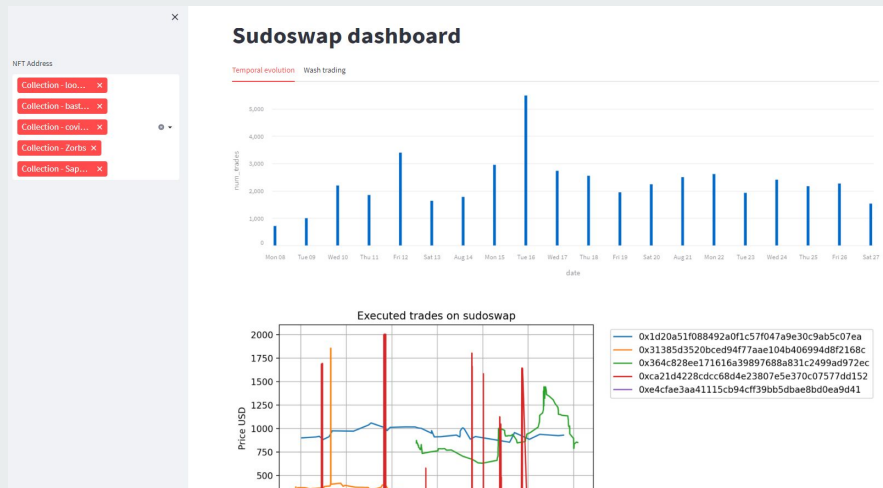 ×
Sudoswap dashboard
NFT Address
Temporal evolution Wash trading
Collection - loo... ×
Collection - bast... ×
Collection - covi... ×
Collection - Zorbs ×
Collection - Sap... ×
num_trades
5,000
4,000
3,000
2,000
1,000
0
Mon 08 Tue 09 Wed 10 Thu 11 Fri 12 Sat 13 Aug 14 Mon 15 Tue 16 Wed 17 Thu 18 Fri 19 Sat 20 Aug 21 Mon 22 Tue 23 Wed 24 Thu 25 Fri 26 Sat 27
date
Executed trades on sudoswap
Price USD
2000
1750
1500
1250
1000
750
500
0x1d20a51f088492a0f1c57f047a9e30c9ab5c07ea
0x31385d3520bced94f77aae104b406994d8f2168c
0x364c828ee171616a39897688a831c2499ad972ec
0xca21d4228cdcc68d4e23807e5e370c07577dd152
0xe4cfae3aa41115cb94cff39bb5dbae8bd0ea9d41